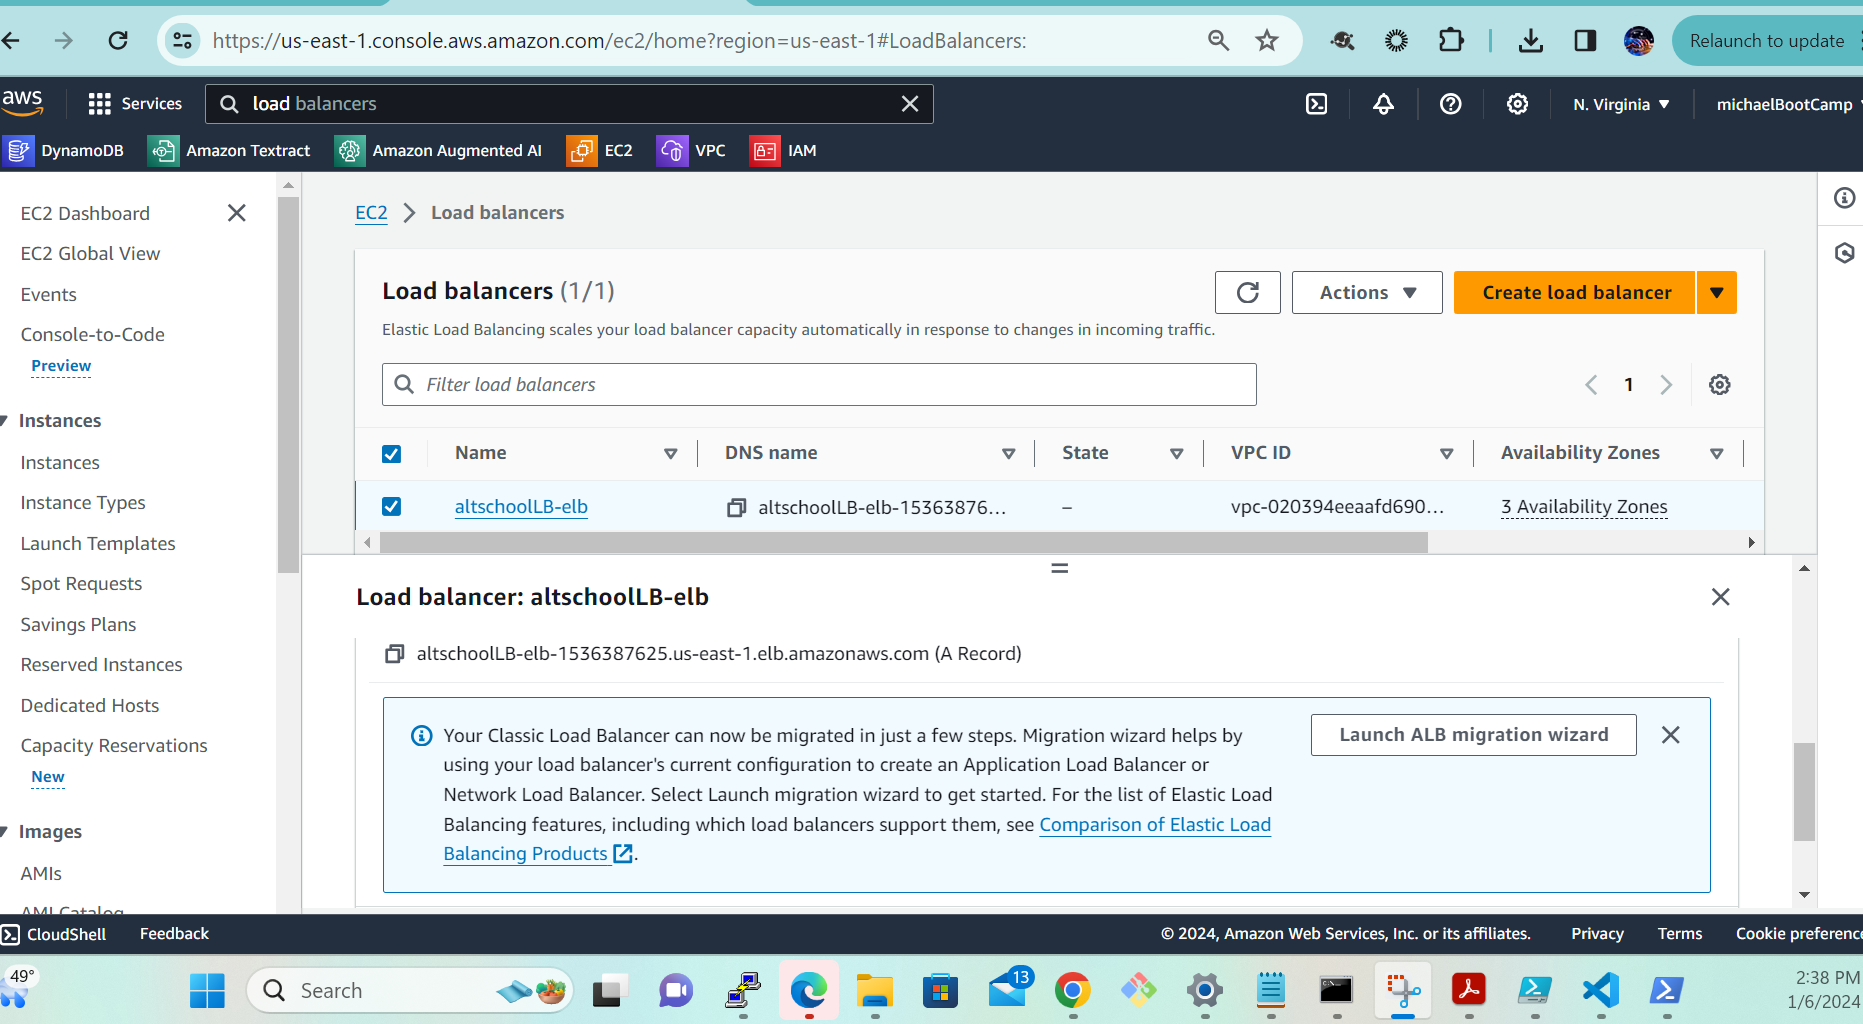 https://us-east-1.console.aws.amazon.com/ec2/home?region=us-east-1#LoadBalancers:
Relaunch to update
aws
Services
load balancers
N. Virginia
michaelBootCamp
DynamoDB
Amazon Textract
Amazon Augmented AI
EC2
VPC
IAM
EC2 Dashboard
EC2 Global View
Events
Console-to-Code
Preview
Instances
Instances
Instance Types
Launch Templates
Spot Requests
Savings Plans
Reserved Instances
Dedicated Hosts
Capacity Reservations
New
Images
AMIs
AMI Catalog
EC2 > Load balancers
Load balancers (1/1)
Actions
Create load balancer
Elastic Load Balancing scales your load balancer capacity automatically in response to changes in incoming traffic.
Filter load balancers
1
Name
DNS name
State
VPC ID
Availability Zones
altschoolLB-elb
altschoolLB-elb-15363876...
–
vpc-020394eeaafd690...
3 Availability Zones
Load balancer: altschoolLB-elb
altschoolLB-elb-1536387625.us-east-1.elb.amazonaws.com (A Record)
Your Classic Load Balancer can now be migrated in just a few steps. Migration wizard helps by
using your load balancer's current configuration to create an Application Load Balancer or
Network Load Balancer. Select Launch migration wizard to get started. For the list of Elastic Load
Balancing features, including which load balancers support them, see Comparison of Elastic Load
Balancing Products.
Launch ALB migration wizard
CloudShell
Feedback
© 2024, Amazon Web Services, Inc. or its affiliates.
Privacy
Terms
Cookie preference
49°
Search
13
2:38 PM
1/6/2024